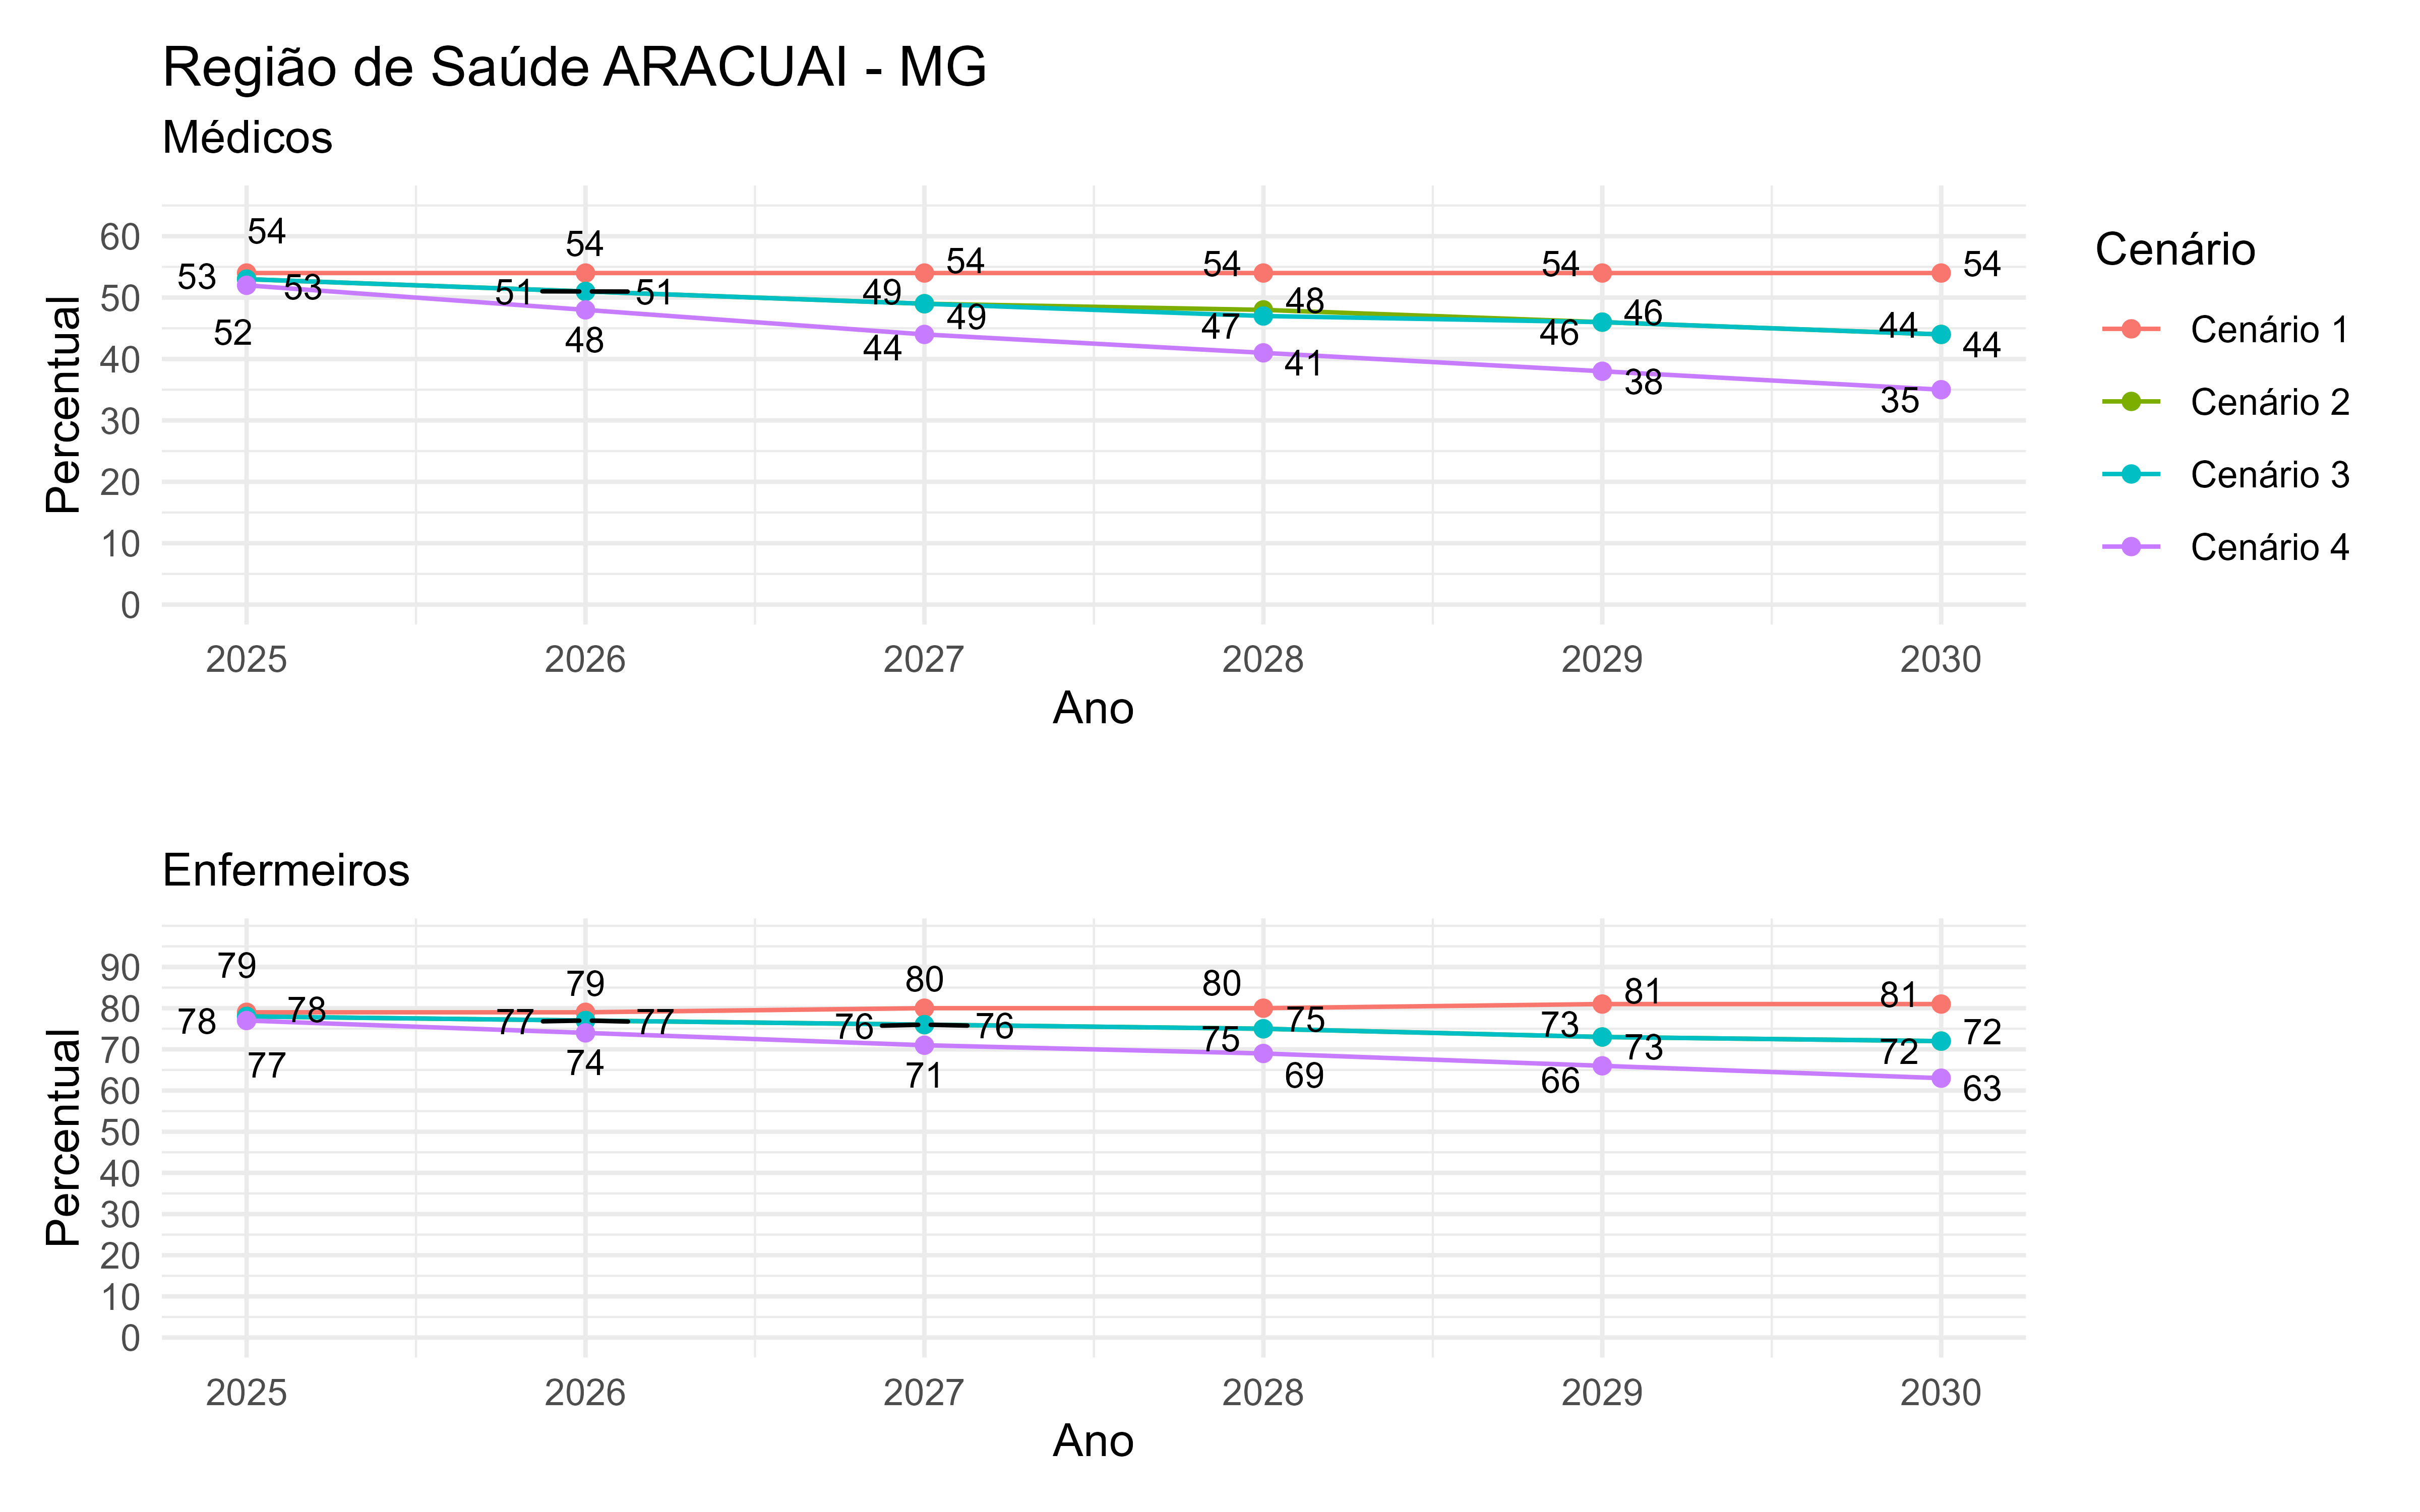 Região de Saúde ARACUAI - MG
Médicos
Percentual
60
50
40
30
20
10
0
54 54 54 54 54 54
53 53 51 51 49 49 48 47 46 46 44 44
52 48 44 41 38 35
2025 2026 2027 2028 2029 2030
Ano
Cenário
Cenário 1
Cenário 2
Cenário 3
Cenário 4
Enfermeiros
Percentual
90
80
70
60
50
40
30
20
10
0
79 79 80 80 81 81
78 78 77 77 76 76 75 75 73 73 72 72
77 74 71 69 66 63
2025 2026 2027 2028 2029 2030
Ano